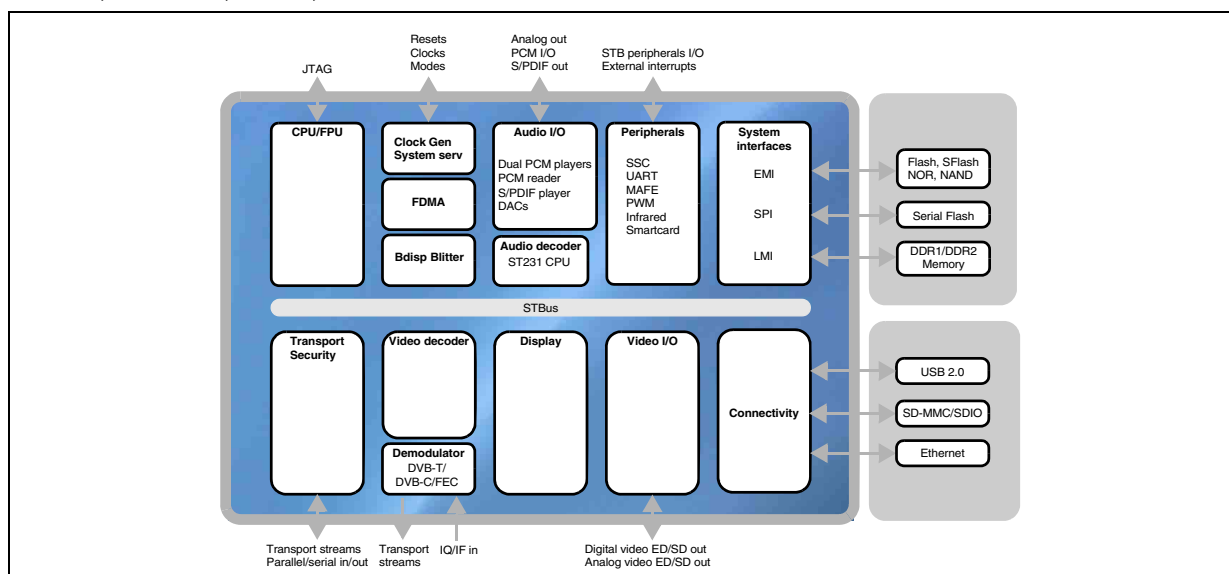 JTAG
Resets
Clocks
Modes
Analog out
PCM I/O
S/PDIF out
STB peripherals I/O
External interrupts
CPU/FPU
Clock Gen
System serv
FDMA
Bdisp Blitter
Audio I/O
Dual PCM players
PCM reader
S/PDIF player
DACs
Audio decoder
ST231 CPU
Peripherals
SSC
UART
MAFE
PWM
Infrared
Smartcard
System
interfaces
EMI
SPI
LMI
Flash, SFlash
NOR, NAND
Serial Flash
DDR1/DDR2
Memory
STBus
Transport
Security
Video decoder
Demodulator
DVB-T/
DVB-C/FEC
Display
Video I/O
Connectivity
USB 2.0
SD-MMC/SDIO
Ethernet
Transport streams
Parallel/serial in/out
Transport
streams
IQ/IF in
Digital video ED/SD out
Analog video ED/SD out